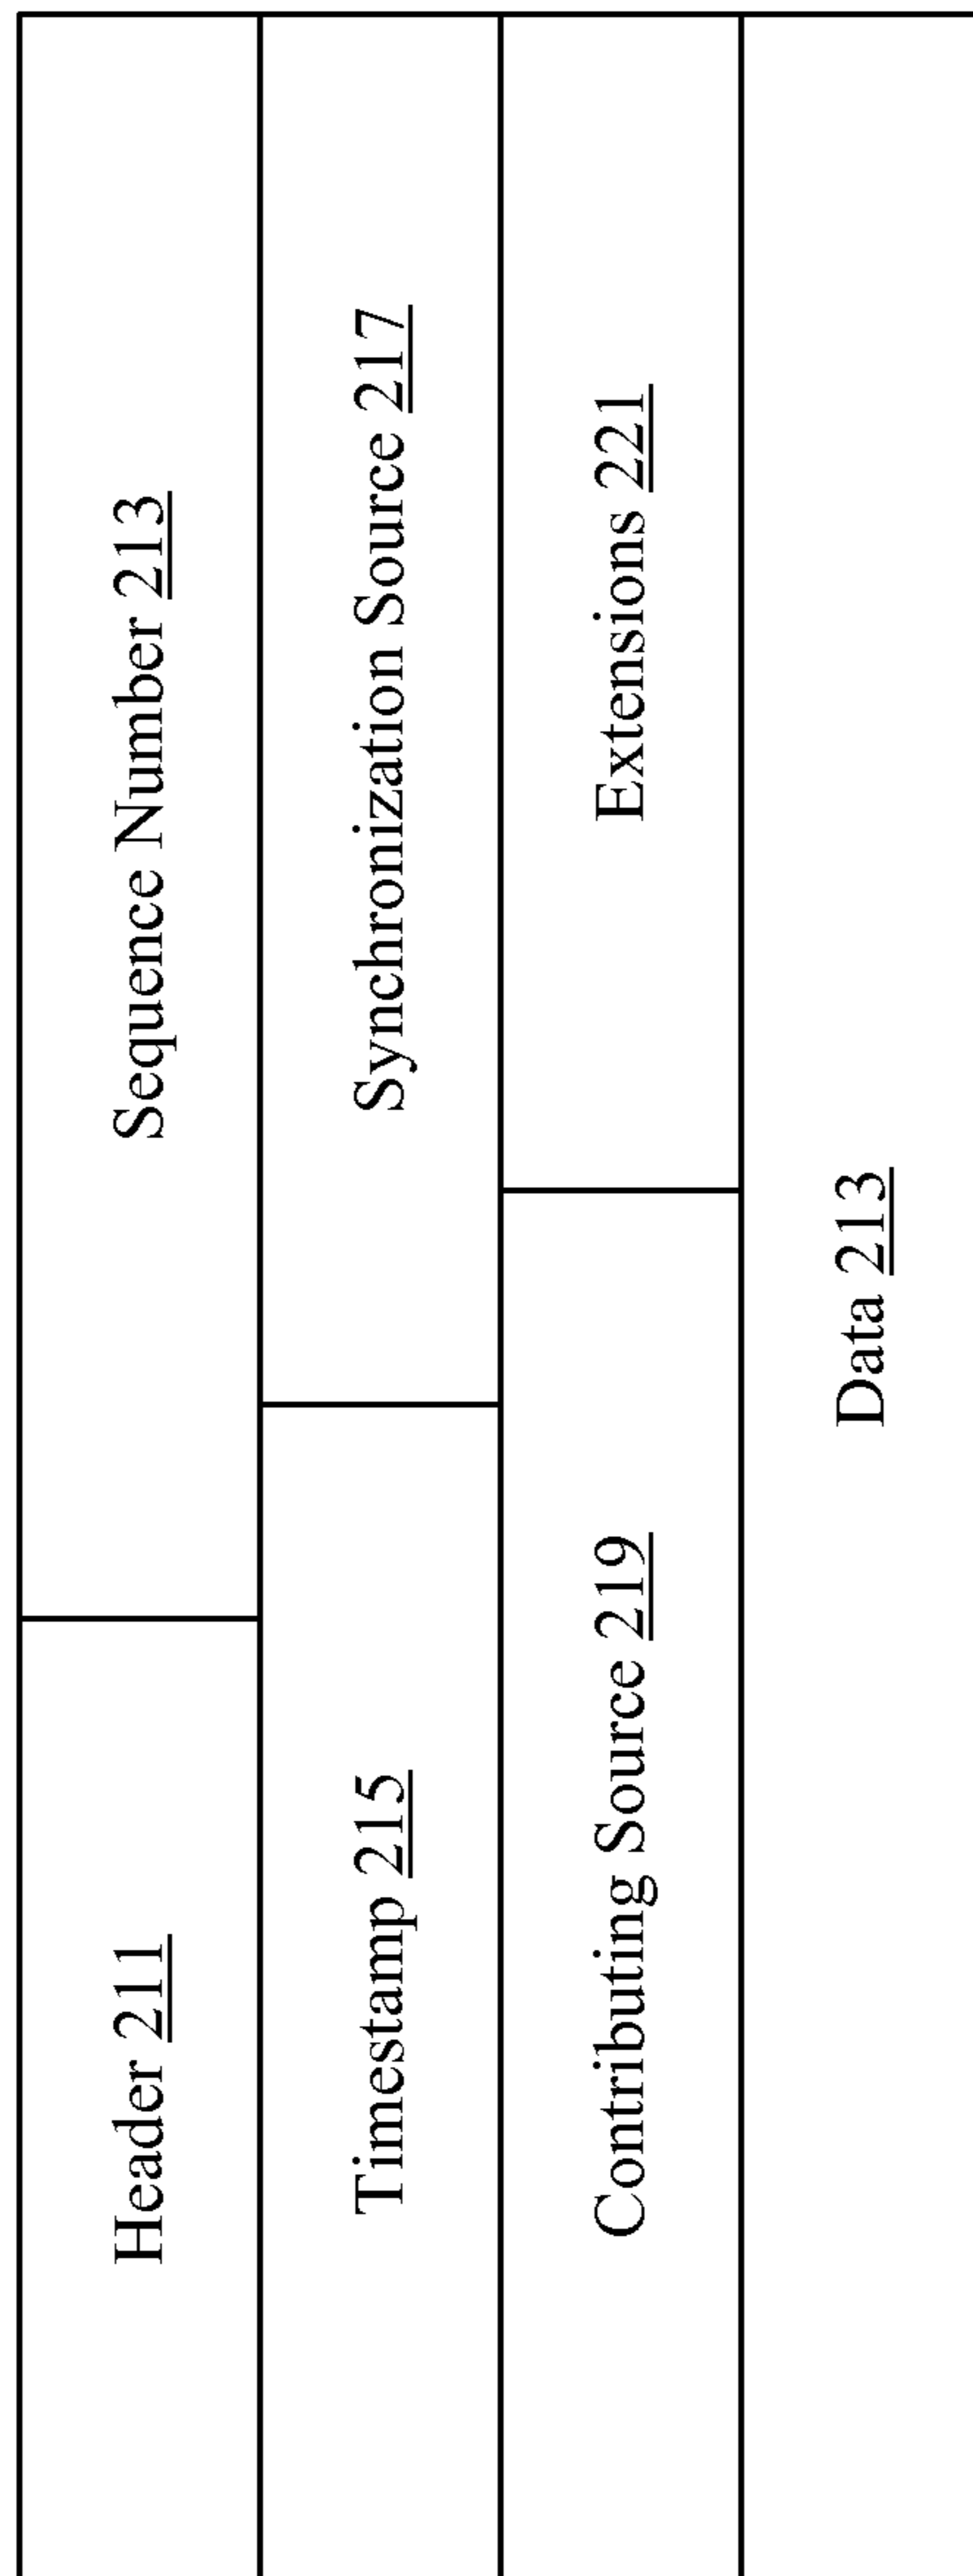 Header 211
Sequence Number 213
Timestamp 215
Synchronization Source 217
Contributing Source 219
Extensions 221
Data 213